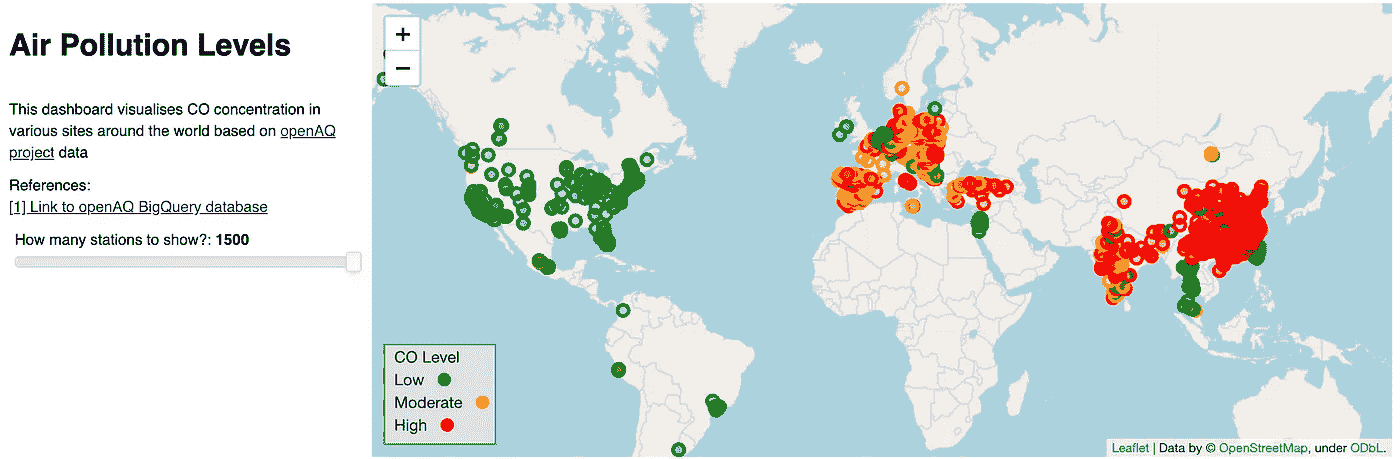 Air Pollution Levels
This dashboard visualises CO concentration in
various sites around the world based on openAQ
project data
References:
[1] Link to openAQ BigQuery database
How many stations to show?: 1500
+
−
CO Level
Low
Moderate
High
Leaflet | Data by © OpenStreetMap, under ODbL.